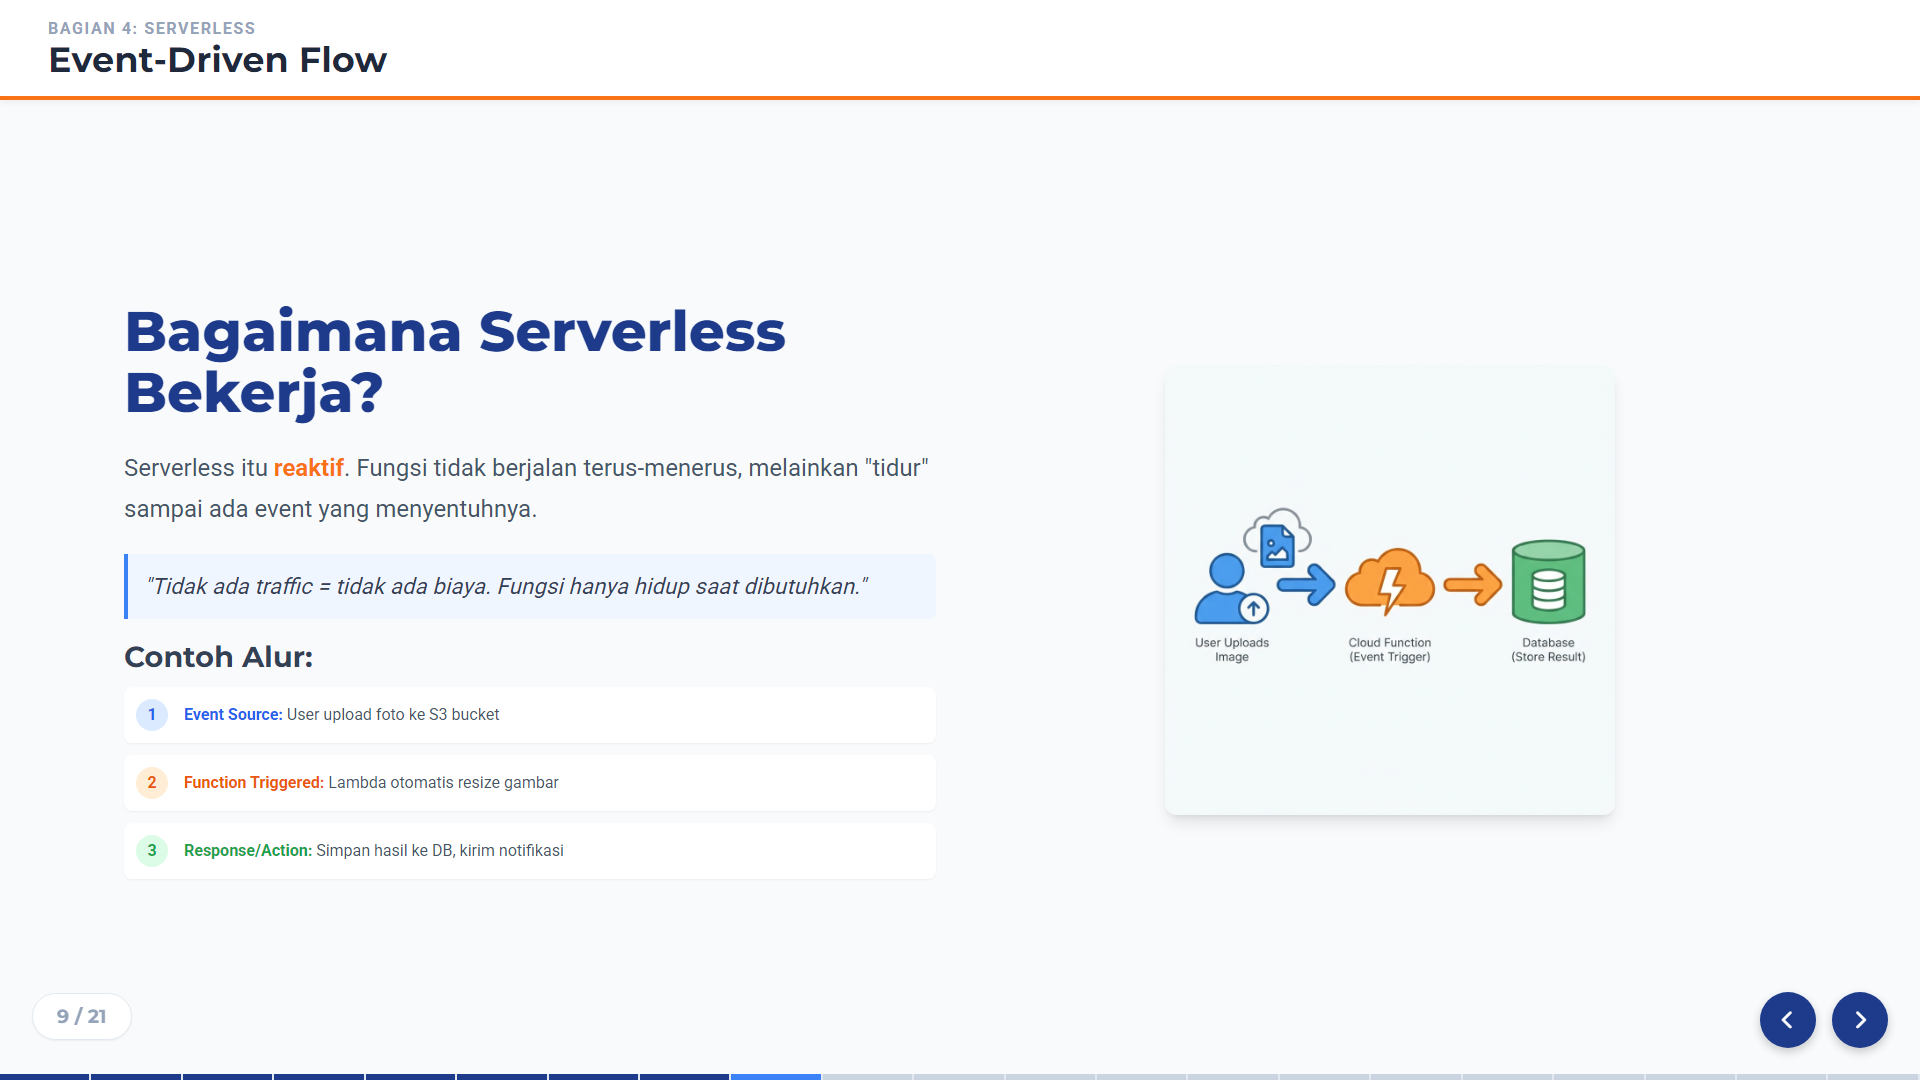 BAGIAN 4: SERVERLESS
Event-Driven Flow
Bagaimana Serverless
Bekerja?
Serverless itu reaktif. Fungsi tidak berjalan terus-menerus, melainkan "tidur"
sampai ada event yang menyentuhnya.
"Tidak ada traffic = tidak ada biaya. Fungsi hanya hidup saat dibutuhkan."
Contoh Alur:
1 Event Source: User upload foto ke S3 bucket
2 Function Triggered: Lambda otomatis resize gambar
3 Response/Action: Simpan hasil ke DB, kirim notifikasi
User Uploads
Image
Cloud Function
(Event Trigger)
Database
(Store Result)
9 / 21